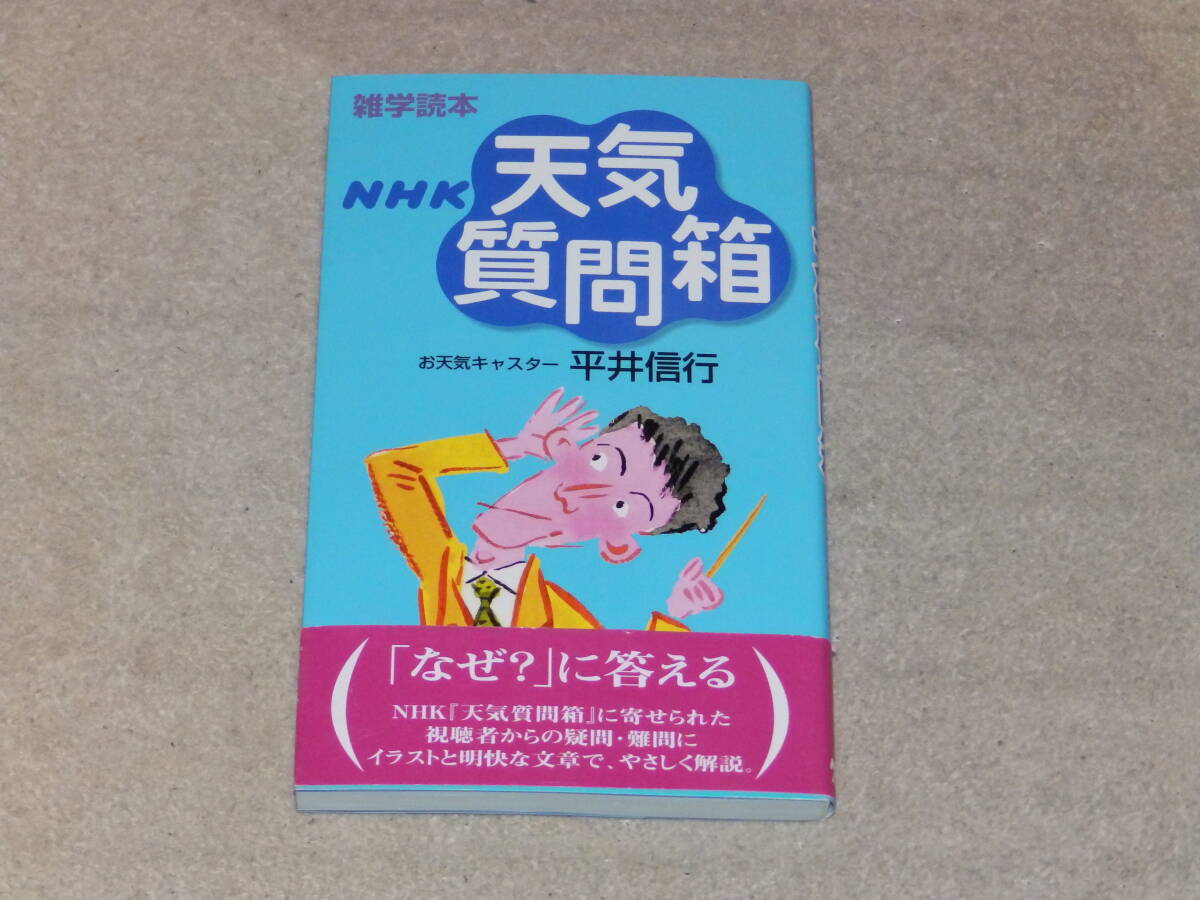 雑学読本
NHK
天気
質問箱
お天気キャスター 平井信行
「なぜ？」に答える
NHK『天気質問箱』に寄せられた
視聴者からの疑問・難問に
イラストと明快な文章で、やさしく解説。